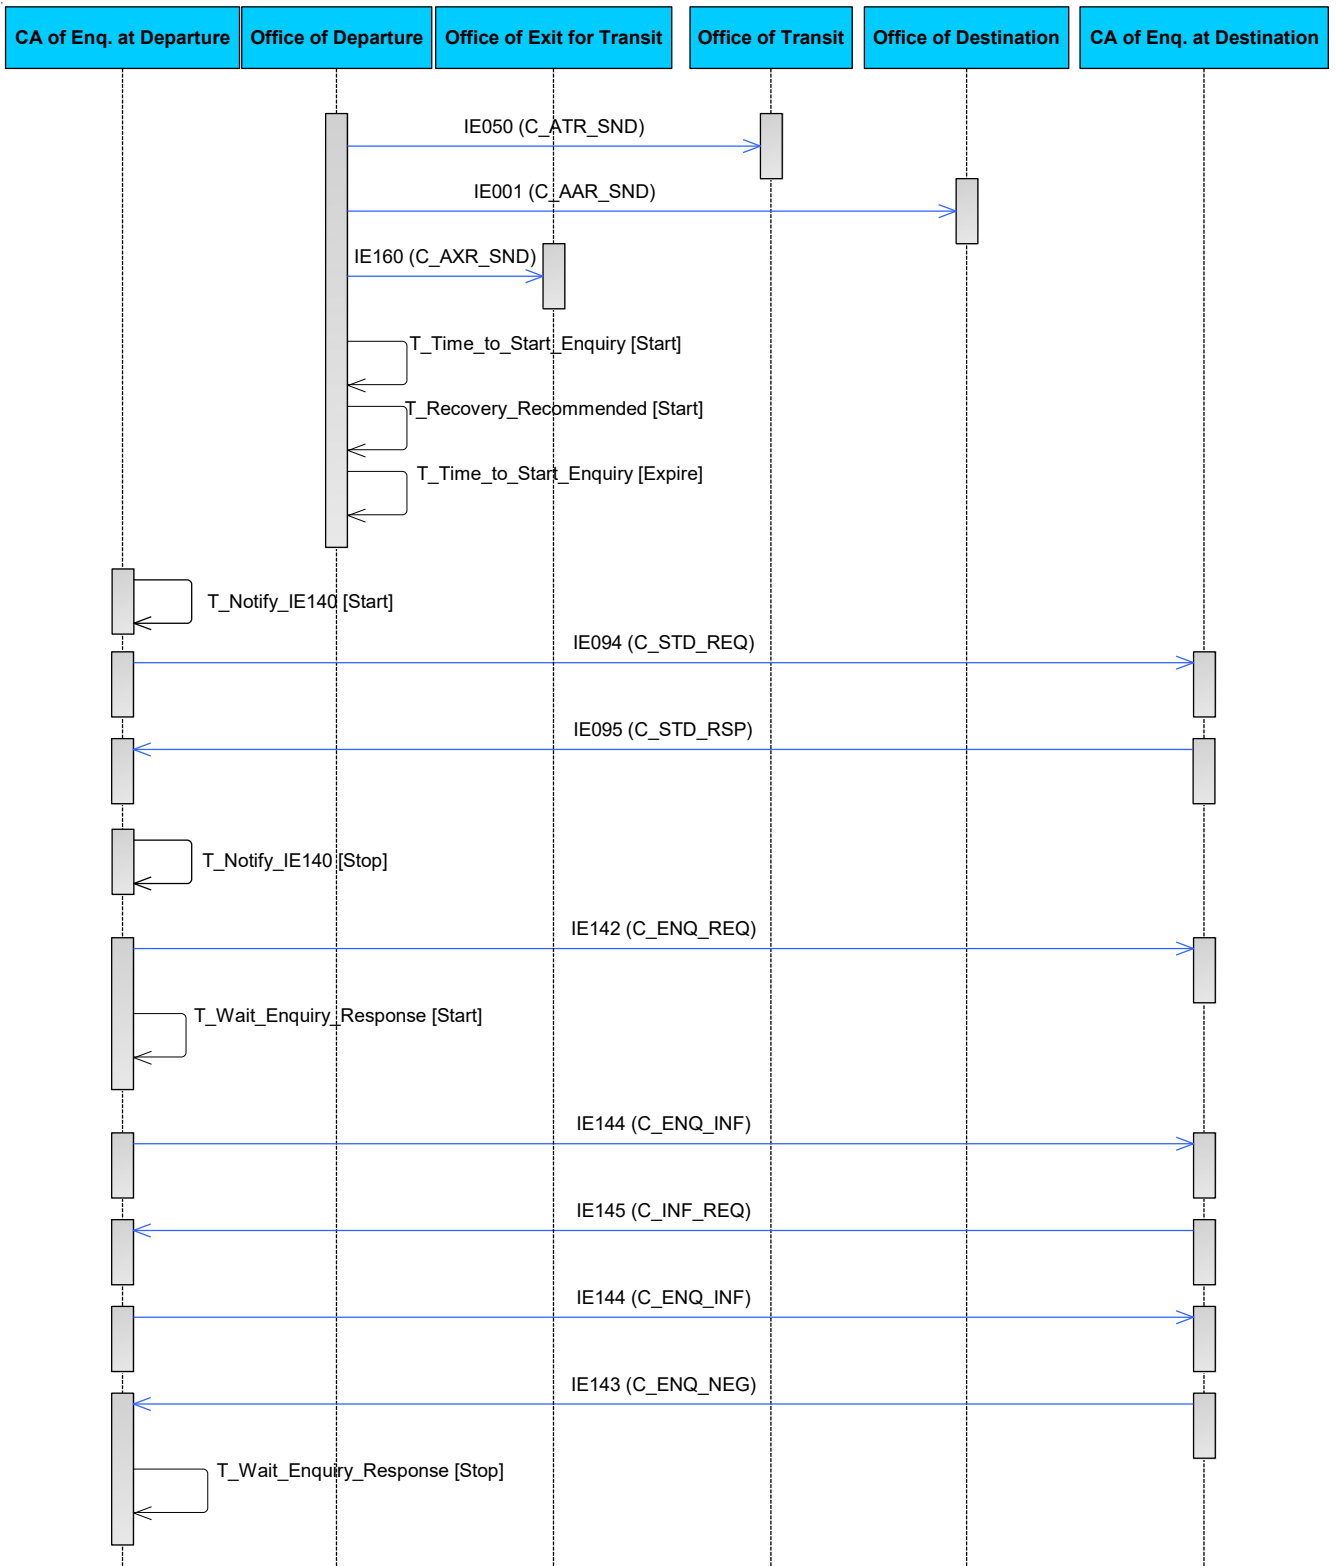 CA of Enq. at Departure
Office of Departure
Office of Exit for Transit
Office of Transit
Office of Destination
CA of Enq. at Destination
IE050 (C_ATR_SND)
IE001 (C_AAR_SND)
IE160 (C_AXR_SND)
T_Time_to_Start_Enquiry [Start]
T_Recovery_Recommended [Start]
T_Time_to_Start_Enquiry [Expire]
T_Notify_IE140 [Start]
IE094 (C_STD_REQ)
IE095 (C_STD_RSP)
T_Notify_IE140 [Stop]
IE142 (C_ENQ_REQ)
T_Wait_Enquiry_Response [Start]
IE144 (C_ENQ_INF)
IE145 (C_INF_REQ)
IE144 (C_ENQ_INF)
IE143 (C_ENQ_NEG)
T_Wait_Enquiry_Response [Stop]